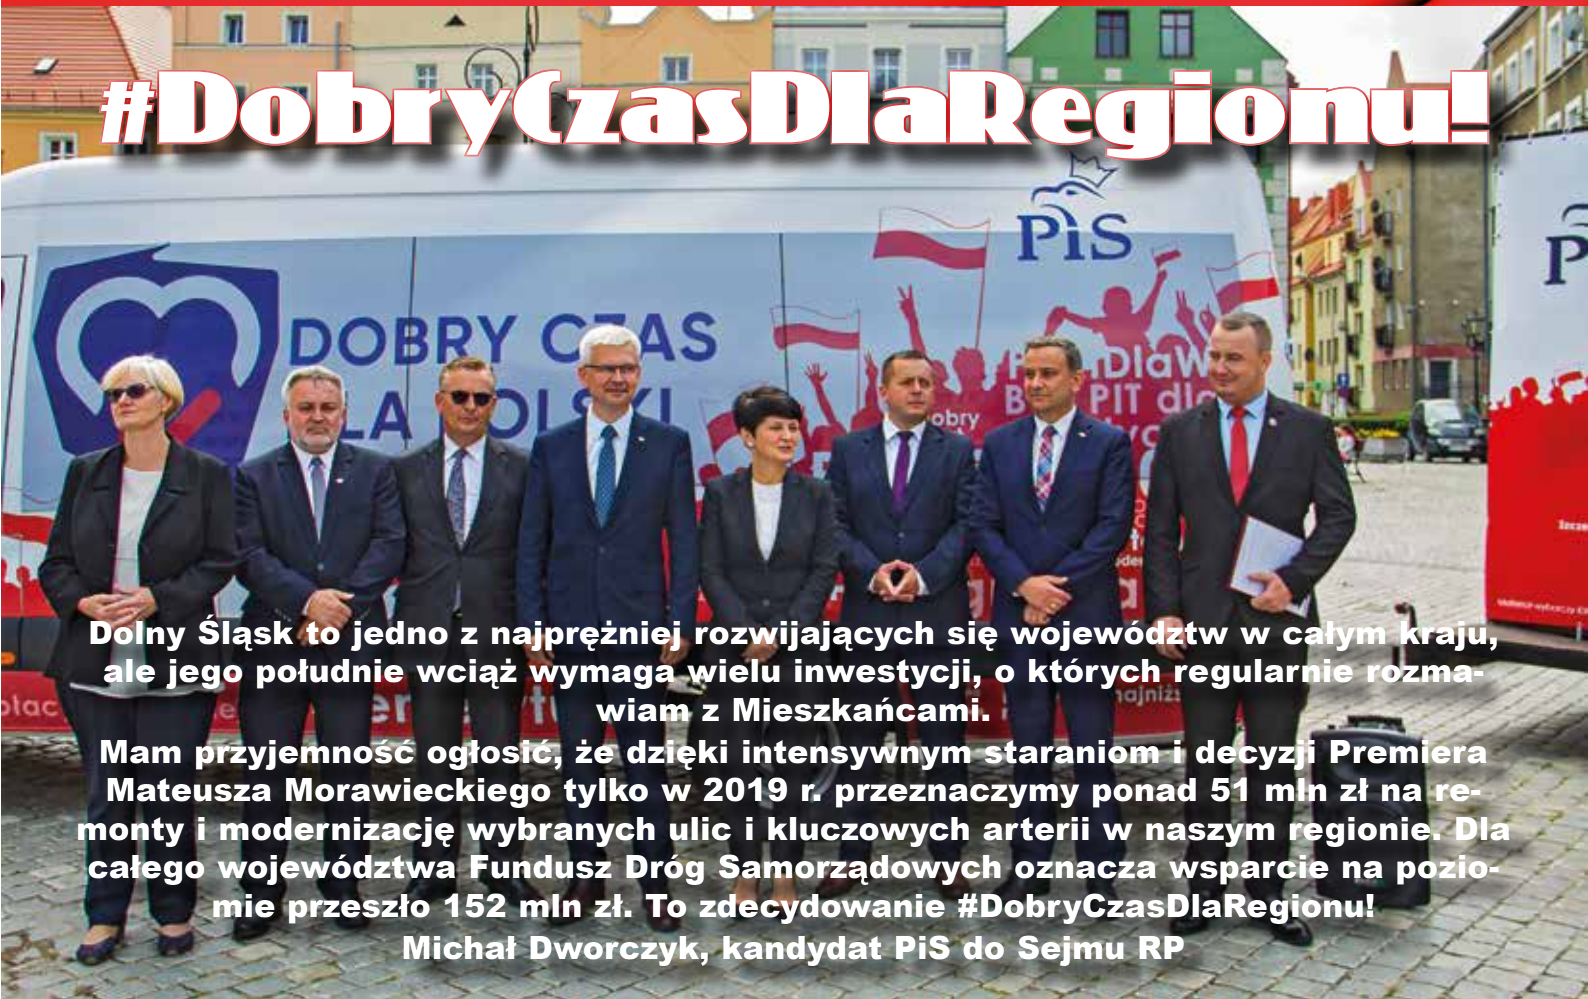 #DobryCzasDlaRegionu!
PiS
DOBRY CZAS
DLA POLSKI
Dolny Śląsk to jedno z najprężniej rozwijających się województw w całym kraju,
ale jego południe wciąż wymaga wielu inwestycji, o których regularnie rozma-
wiam z Mieszkańcami.
Mam przyjemność ogłosić, że dzięki intensywnym staraniom i decyzji Premiera
Mateusza Morawieckiego tylko w 2019 r. przeznaczymy ponad 51 mln zł na re-
monty i modernizację wybranych ulic i kluczowych arterii w naszym regionie. Dla
całego województwa Fundusz Dróg Samorządowych oznacza wsparcie na pozio-
mie przeszło 152 mln zł. To zdecydowanie #DobryCzasDlaRegionu!
Michał Dworczyk, kandydat PiS do Sejmu RP